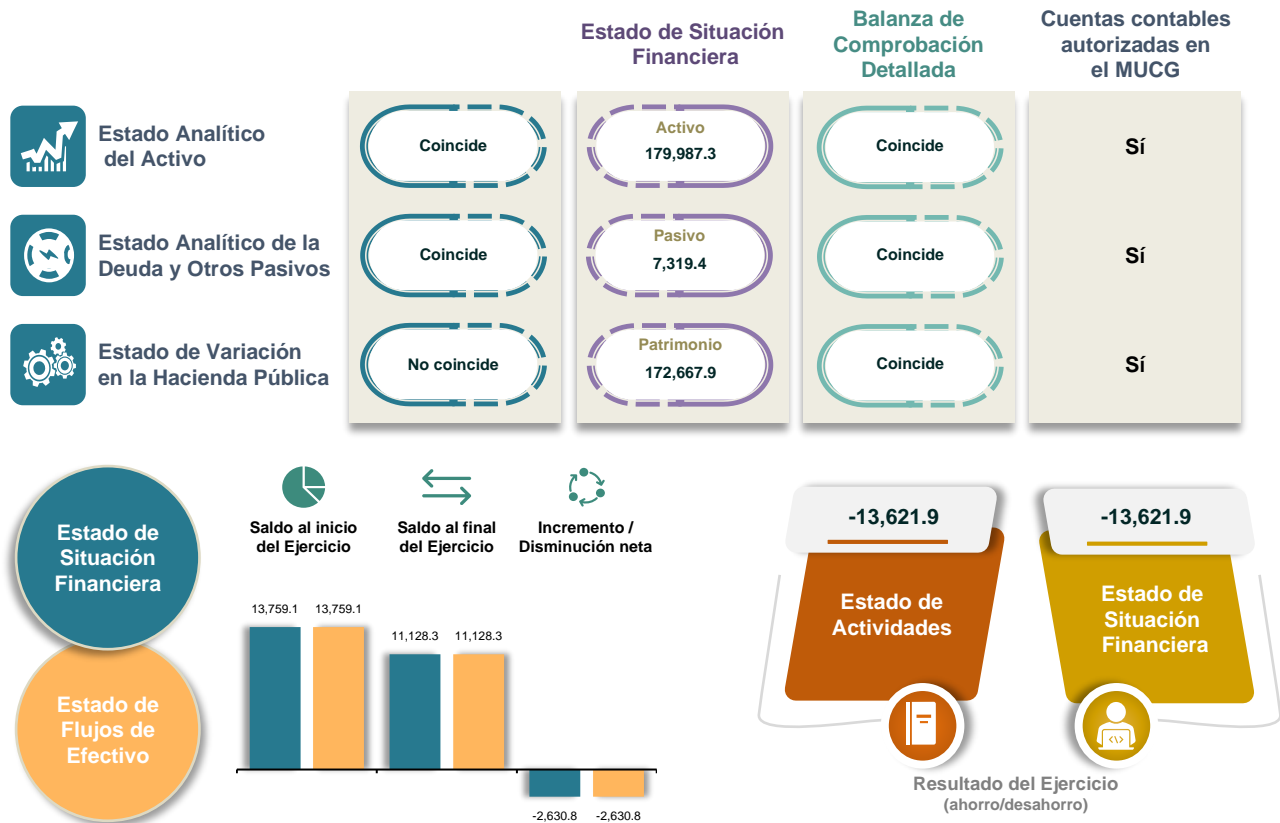 Estado de Situación
Financiera
Balanza de
Comprobación
Detallada
Cuentas contables
autorizadas en
el MUCG
Estado Analítico
del Activo
Coincide
Activo
179,987.3
Coincide
Sí
Estado Analítico de la
Deuda y Otros Pasivos
Coincide
Pasivo
7,319.4
Coincide
Sí
Estado de Variación
en la Hacienda Pública
No coincide
Patrimonio
172,667.9
Coincide
Sí
Estado de
Situación
Financiera
Estado de
Flujos de
Efectivo
Saldo al inicio
del Ejercicio
Saldo al final
del Ejercicio
Incremento /
Disminución neta
13,759.1 13,759.1
11,128.3 11,128.3
-2,630.8 -2,630.8
-13,621.9
Estado de
Actividades
-13,621.9
Estado de
Situación
Financiera
Resultado del Ejercicio
(ahorro/desahorro)